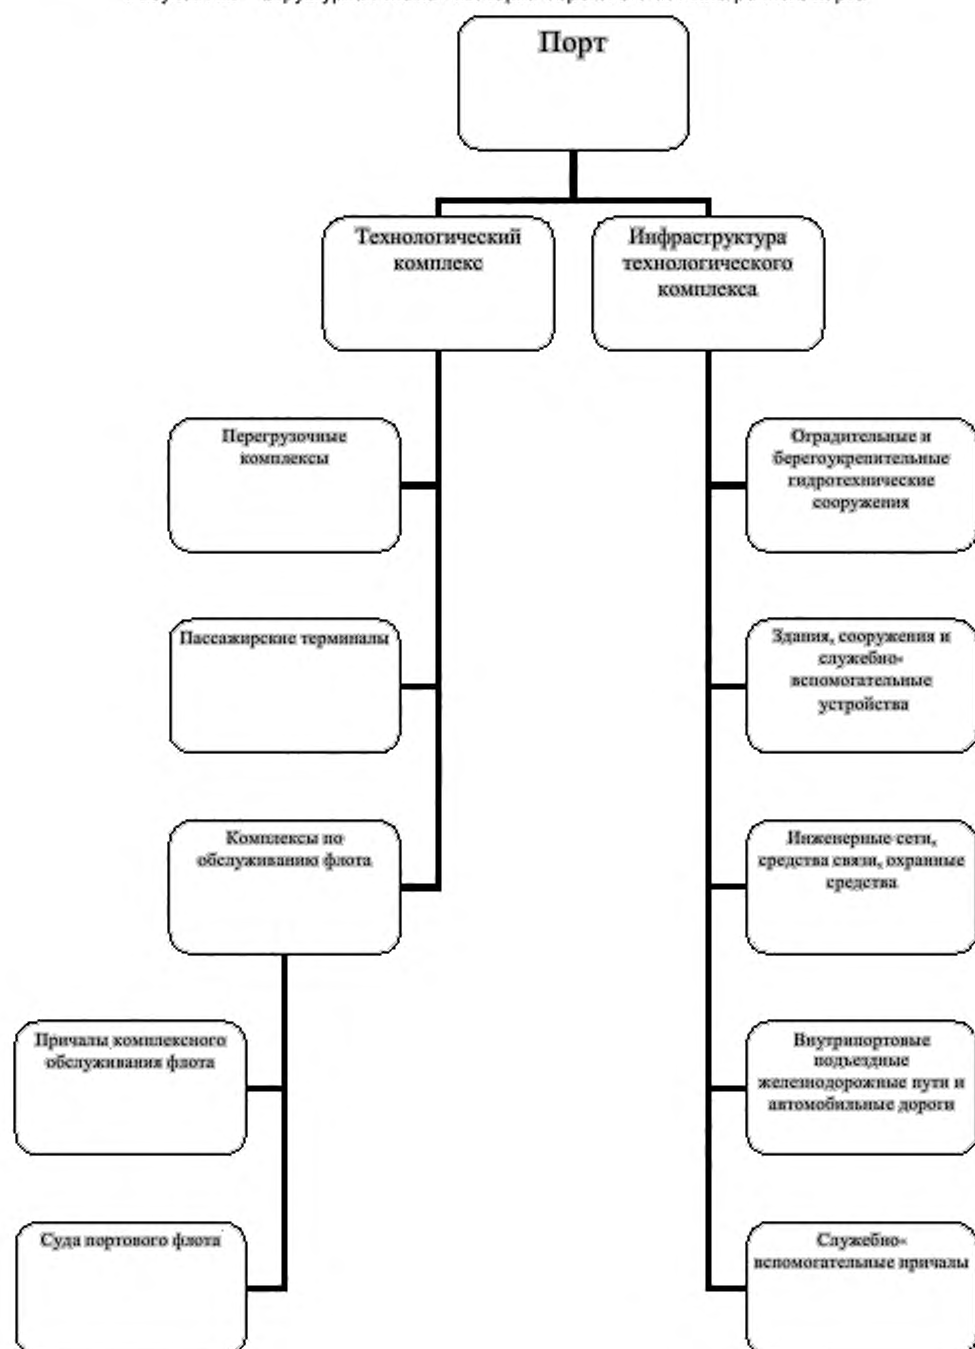 Порт
Технологический
комплекс
Инфраструктура
технологического
комплекса
Перегрузочные
комплексы
Оградительные и
берегоукрепительные
гидротехнические
сооружения
Пассажирские терминалы
Здания, сооружения и
служебно-
вспомогательные
устройства
Комплексы по
обслуживанию флота
Инженерные сети,
средства связи, охранные
средства
Причалы комплексного
обслуживания флота
Внутрипортовые
подъездные
железнодорожные пути и
автомобильные дороги
Суда портового флота
Служебно-
вспомогательные причалы